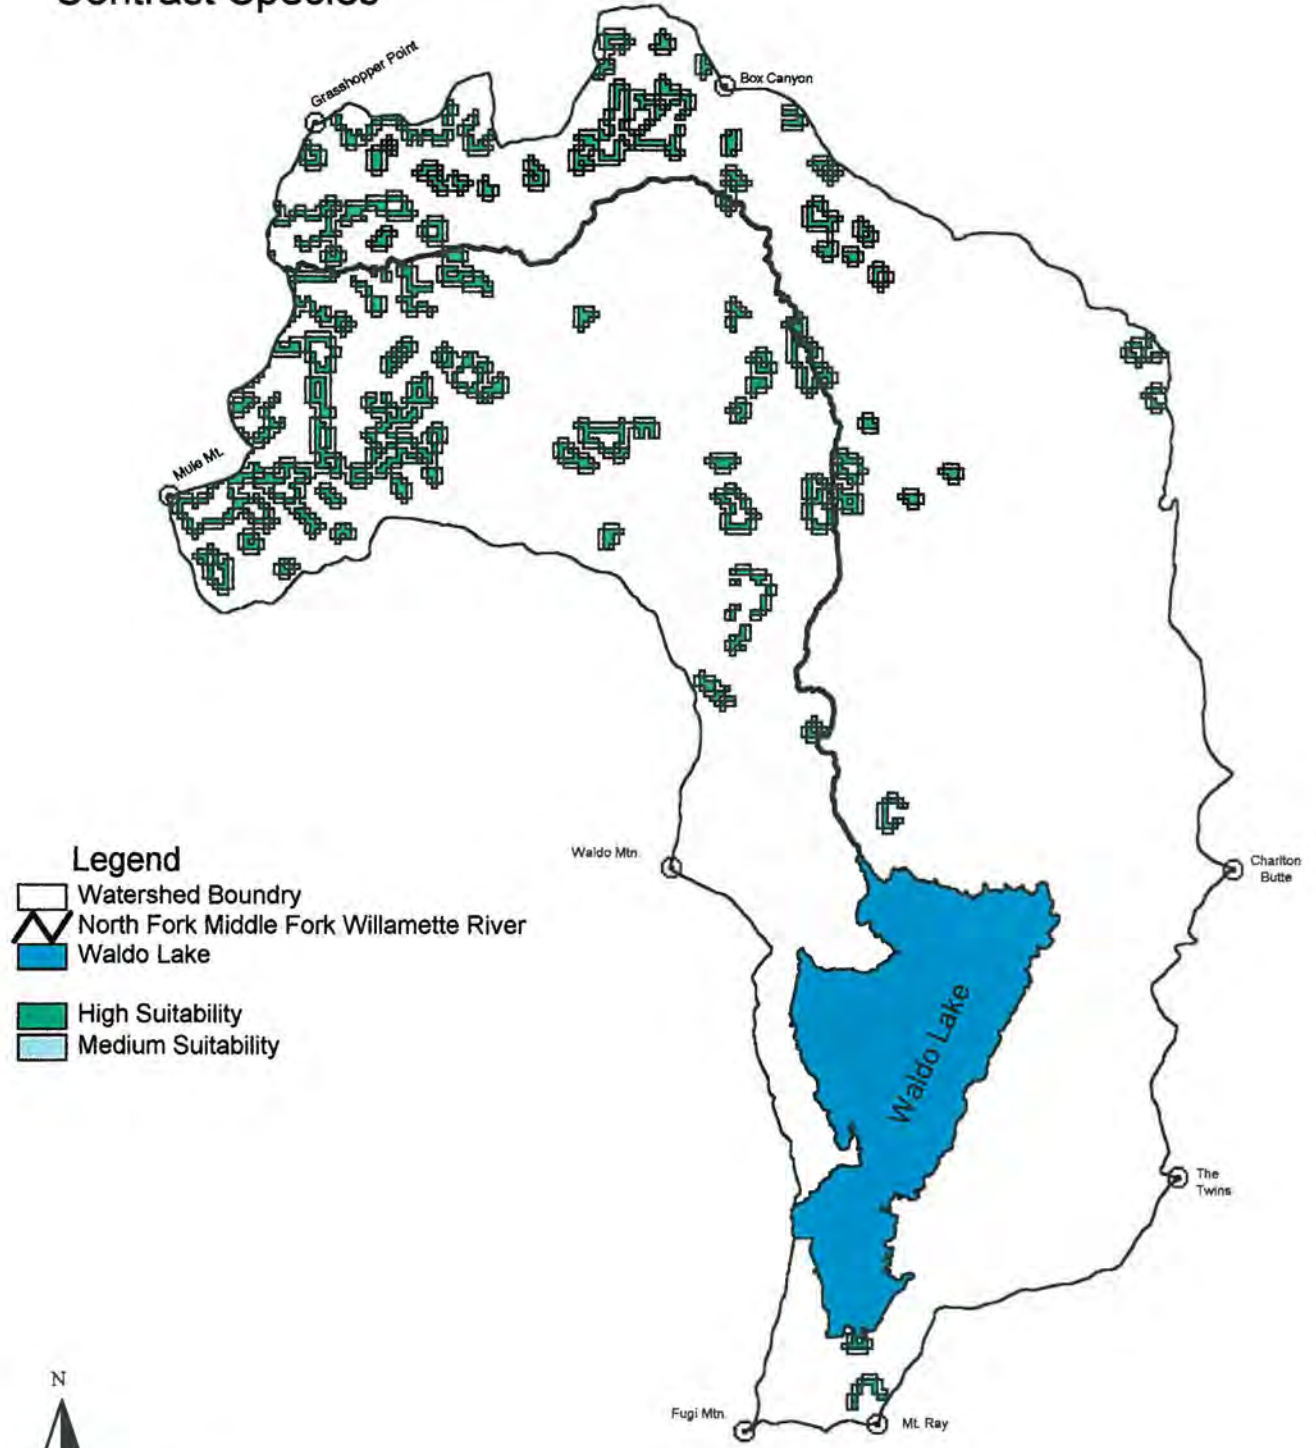 Contrast Species
Grasshopper Point
Box Canyon
Mule Mt.
Waldo Mtn.
Charlton
Butte
Legend
Watershed Boundry
North Fork Middle Fork Willamette River
Waldo Lake
High Suitability
Medium Suitability
Waldo Lake
The
Twins
N
Fugi Mtn.
Mt. Ray